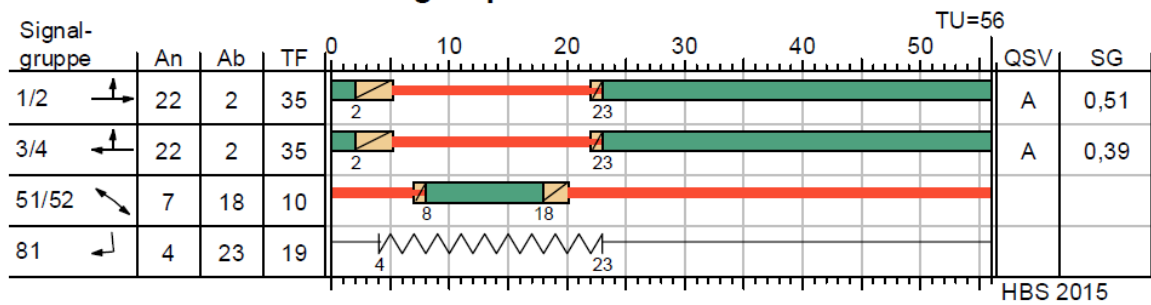 TU=56
Signal-
gruppe An Ab TF 0 10 20 30 40 50 QSV SG
1/2 22 2 35 2 23 A 0,51
3/4 22 2 35 2 23 A 0,39
51/52 7 18 10 8 18
81 4 23 19 4 23
HBS 2015